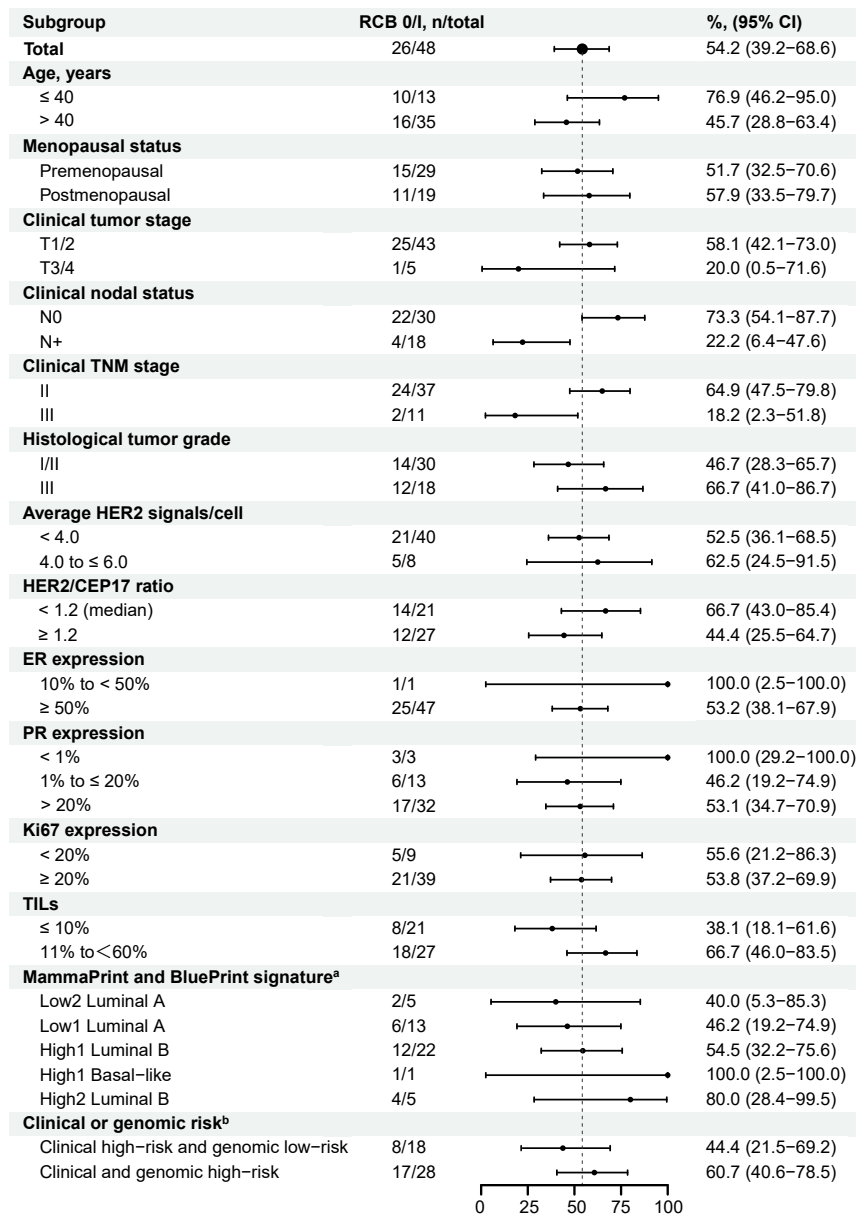 Subgroup RCB 0/I, n/total %, (95% CI)
Total 26/48 54.2 (39.2−68.6)
Age, years
≤ 40 10/13 76.9 (46.2−95.0)
> 40 16/35 45.7 (28.8−63.4)
Menopausal status
Premenopausal 15/29 51.7 (32.5−70.6)
Postmenopausal 11/19 57.9 (33.5−79.7)
Clinical tumor stage
T1/2 25/43 58.1 (42.1−73.0)
T3/4 1/5 20.0 (0.5−71.6)
Clinical nodal status
N0 22/30 73.3 (54.1−87.7)
N+ 4/18 22.2 (6.4−47.6)
Clinical TNM stage
II 24/37 64.9 (47.5−79.8)
III 2/11 18.2 (2.3−51.8)
Histological tumor grade
I/II 14/30 46.7 (28.3−65.7)
III 12/18 66.7 (41.0−86.7)
Average HER2 signals/cell
< 4.0 21/40 52.5 (36.1−68.5)
4.0 to ≤ 6.0 5/8 62.5 (24.5−91.5)
HER2/CEP17 ratio
< 1.2 (median) 14/21 66.7 (43.0−85.4)
≥ 1.2 12/27 44.4 (25.5−64.7)
ER expression
10% to < 50% 1/1 100.0 (2.5−100.0)
≥ 50% 25/47 53.2 (38.1−67.9)
PR expression
< 1% 3/3 100.0 (29.2−100.0)
1% to ≤ 20% 6/13 46.2 (19.2−74.9)
> 20% 17/32 53.1 (34.7−70.9)
Ki67 expression
< 20% 5/9 55.6 (21.2−86.3)
≥ 20% 21/39 53.8 (37.2−69.9)
TILs
≤ 10% 8/21 38.1 (18.1−61.6)
11% to＜60% 18/27 66.7 (46.0−83.5)
MammaPrint and BluePrint signatureᵃ
Low2 Luminal A 2/5 40.0 (5.3−85.3)
Low1 Luminal A 6/13 46.2 (19.2−74.9)
High1 Luminal B 12/22 54.5 (32.2−75.6)
High1 Basal−like 1/1 100.0 (2.5−100.0)
High2 Luminal B 4/5 80.0 (28.4−99.5)
Clinical or genomic riskᵇ
Clinical high−risk and genomic low−risk 8/18 44.4 (21.5−69.2)
Clinical and genomic high−risk 17/28 60.7 (40.6−78.5)
0 25 50 75 100